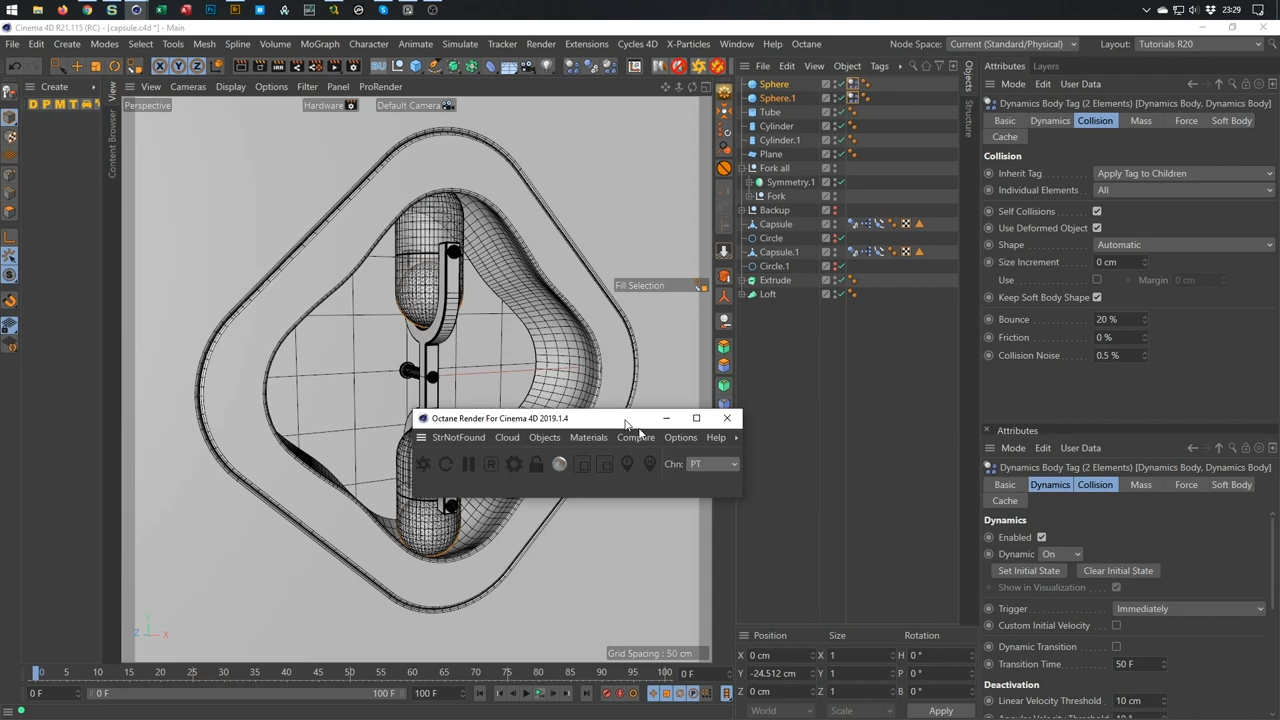 23:29
Cinema 4D R21.115 (RC) - [capsule.c4d *] - Main
File Edit Create Modes Select Tools Mesh Spline Volume MoGraph Character Animate Simulate Tracker Render Extensions Cycles 4D X-Particles Window Help Octane Node Space: Current (Standard/Physical) Layout: Tutorials R20
Create View Cameras Display Options Filter Panel ProRender
Perspective Hardware Default Camera
View
Content Browser
Fill Selection
Grid Spacing : 50 cm
Y
Z X
File Edit View Object Tags
Objects
Structure
Sphere
Sphere.1
Tube
Cylinder
Cylinder.1
Plane
Fork all
Symmetry.1
Fork
Backup
Capsule
Circle
Capsule.1
Circle.1
Extrude
Loft
Octane Render For Cinema 4D 2019.1.4
StrNotFound Cloud Objects Materials Compare Options Help
Chn: PT
Attributes Layers
Mode Edit User Data
Dynamics Body Tag (2 Elements) [Dynamics Body, Dynamics Body]
Basic Dynamics Collision Mass Force Soft Body
Cache
Collision
Inherit Tag Apply Tag to Children
Individual Elements All
Self Collisions
Use Deformed Object
Shape Automatic
Size Increment 0 cm
Use Margin 0 cm
Keep Soft Body Shape
Bounce 20 %
Friction 0 %
Collision Noise 0.5 %
Attributes
Mode Edit User Data
Dynamics Body Tag (2 Elements) [Dynamics Body, Dynamics Body]
Basic Dynamics Collision Mass Force Soft Body
Cache
Dynamics
Enabled
Dynamic On
Set Initial State Clear Initial State
Show in Visualization
Trigger Immediately
Custom Initial Velocity
Dynamic Transition
Transition Time 50 F
Deactivation
Linear Velocity Threshold 10 cm
Position Size Rotation
X 0 cm X 1 H 0 °
Y -24.512 cm Y 1 P 0 °
Z 0 cm Z 1 B 0 °
World Scale Apply
0 5 10 15 20 25 30 35 40 45 50 55 60 65 70 75 80 85 90 95 100 0 F
0 F 0 F 100 F 100 F